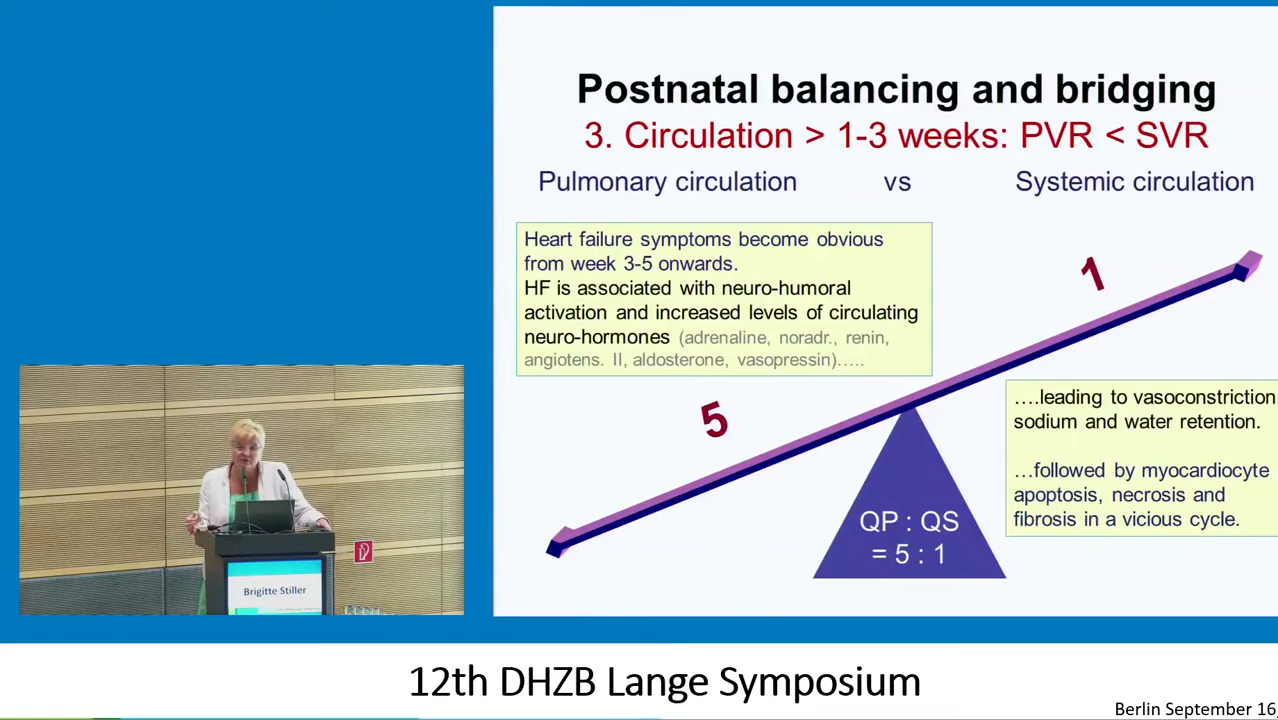 Postnatal balancing and bridging
3. Circulation > 1-3 weeks: PVR < SVR
Pulmonary circulation vs Systemic circulation
Heart failure symptoms become obvious
from week 3-5 onwards.
HF is associated with neuro-humoral
activation and increased levels of circulating
neuro-hormones (adrenaline, noradr., renin,
angiotens. II, aldosterone, vasopressin)…..
1
5
….leading to vasoconstriction
sodium and water retention.
…followed by myocardiocyte
apoptosis, necrosis and
fibrosis in a vicious cycle.
QP : QS
= 5 : 1
Brigitte Stiller
12th DHZB Lange Symposium
Berlin September 16,